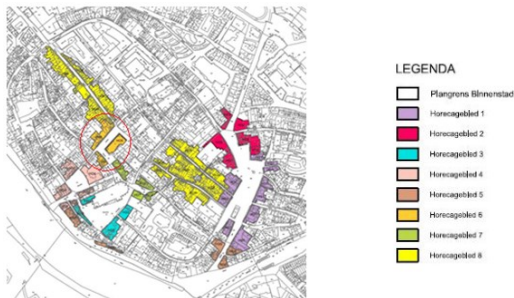 LEGENDA
Plangrens Binnenstad
Horecagebied 1
Horecagebied 2
Horecagebied 3
Horecagebied 4
Horecagebied 5
Horecagebied 6
Horecagebied 7
Horecagebied 8